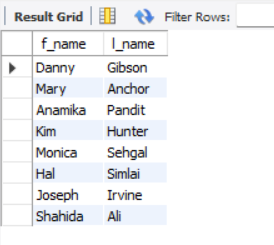 Result Grid Filter Rows:
f_name l_name
Danny Gibson
Mary Anchor
Anamika Pandit
Kim Hunter
Monica Sehgal
Hal Simlai
Joseph Irvine
Shahida Ali